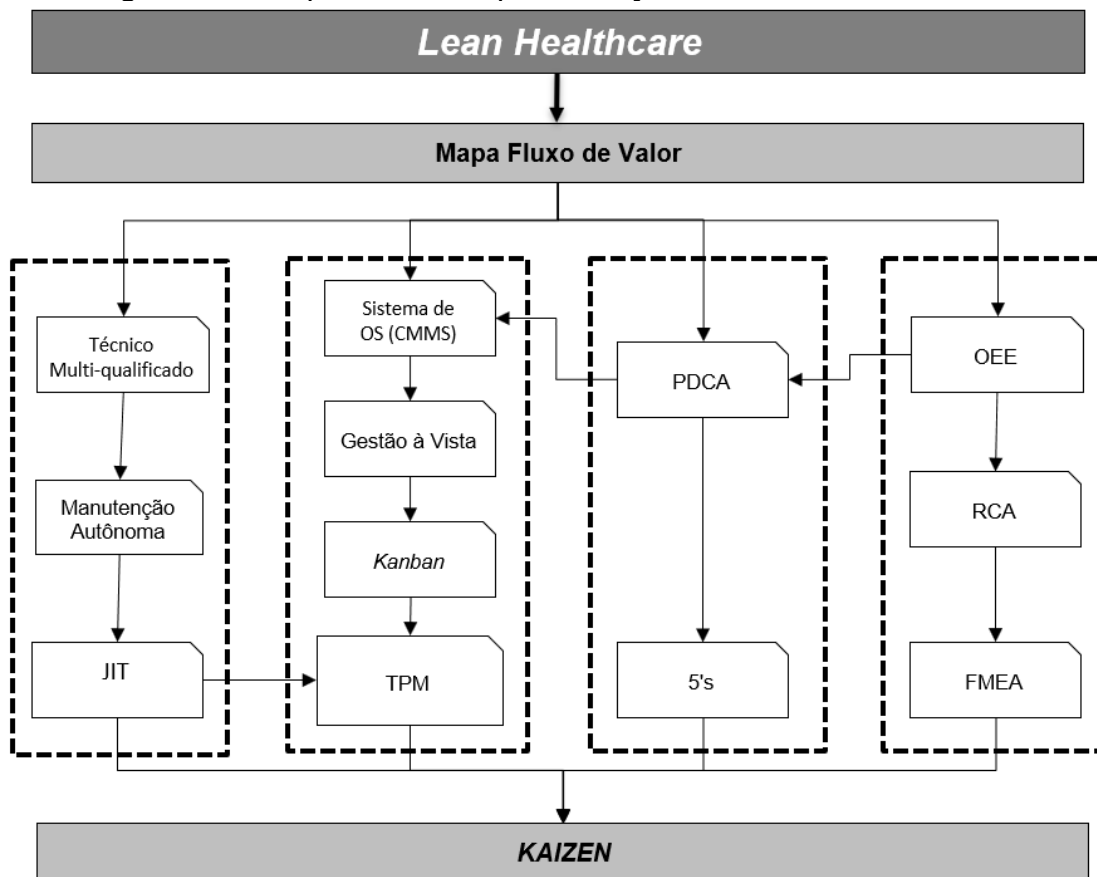 Lean Healthcare
Mapa Fluxo de Valor
Técnico
Multi-qualificado
Manutenção
Autônoma
JIT
Sistema de
OS (CMMS)
Gestão à Vista
Kanban
TPM
PDCA
5's
OEE
RCA
FMEA
KAIZEN